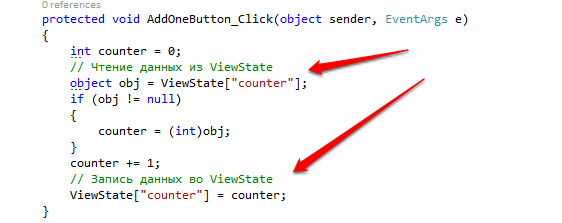 0 references
protected void AddOneButton_Click(object sender, EventArgs e)
{
    int counter = 0;
    // Чтение данных из ViewState
    object obj = ViewState["counter"];
    if (obj != null)
    {
        counter = (int)obj;
    }
    counter += 1;
    // Запись данных во ViewState
    ViewState["counter"] = counter;
}